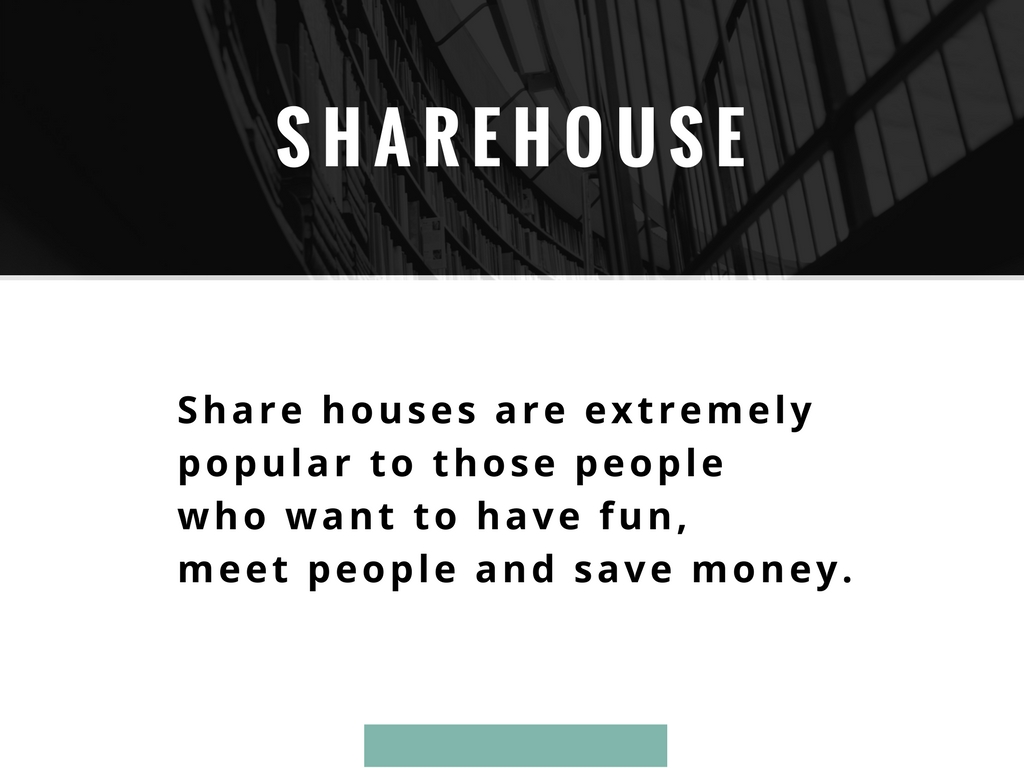 SHAREHOUSE
Share houses are extremely
popular to those people
who want to have fun,
meet people and save money.